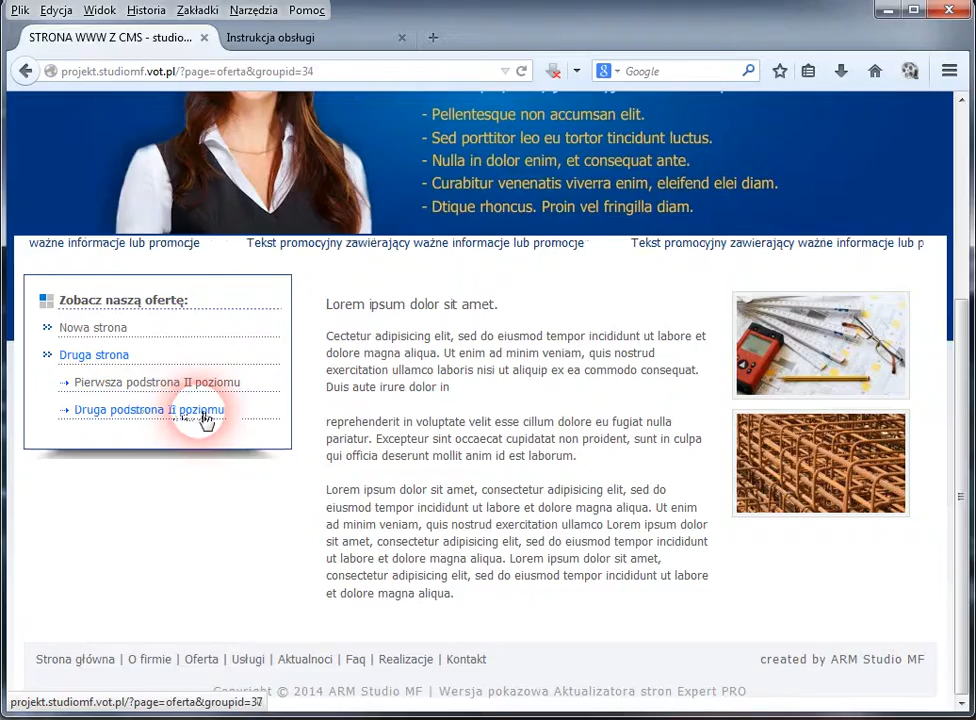 Plik Edycja Widok Historia Zakładki Narzędzia Pomoc
STRONA WWW Z CMS - studio... Instrukcja obsługi
projekt.studiomf.vot.pl/?page=oferta&groupid=34
Google
- Pellentesque non accumsan elit.
- Sed porttitor leo eu tortor tincidunt luctus.
- Nulla in dolor enim, et consequat ante.
- Curabitur venenatis viverra enim, eleifend elei diam.
- Dtique rhoncus. Proin vel fringilla diam.
ważne informacje lub promocje Tekst promocyjny zawierający ważne informacje lub promocje Tekst promocyjny zawierający ważne informacje lub p
Zobacz naszą ofertę:
Nowa strona
Druga strona
Pierwsza podstrona II poziomu
Druga podstrona II poziomu
Lorem ipsum dolor sit amet.
Cectetur adipisicing elit, sed do eiusmod tempor incididunt ut labore et
dolore magna aliqua. Ut enim ad minim veniam, quis nostrud
exercitation ullamco laboris nisi ut aliquip ex ea commodo consequat.
Duis aute irure dolor in
reprehenderit in voluptate velit esse cillum dolore eu fugiat nulla
pariatur. Excepteur sint occaecat cupidatat non proident, sunt in culpa
qui officia deserunt mollit anim id est laborum.
Lorem ipsum dolor sit amet, consectetur adipisicing elit, sed do
eiusmod tempor incididunt ut labore et dolore magna aliqua. Ut enim
ad minim veniam, quis nostrud exercitation ullamco Lorem ipsum dolor
sit amet, consectetur adipisicing elit, sed do eiusmod tempor incididunt
ut labore et dolore magna aliqua. Lorem ipsum dolor sit amet,
consectetur adipisicing elit, sed do eiusmod tempor incididunt ut labore
et dolore magna aliqua.
Strona główna | O firmie | Oferta | Usługi | Aktualnoci | Faq | Realizacje | Kontakt
created by ARM Studio MF
Copyright © 2014 ARM Studio MF | Wersja pokazowa Aktualizatora stron Expert PRO
projekt.studiomf.vot.pl/?page=oferta&groupid=37